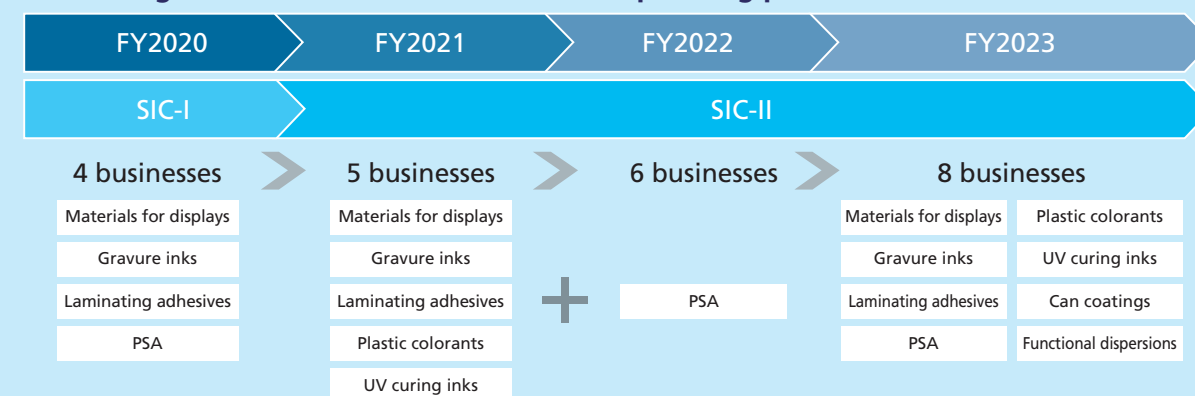 FY2020
FY2021
FY2022
FY2023
SIC-I
SIC-II
4 businesses
5 businesses
6 businesses
8 businesses
Materials for displays
Gravure inks
Laminating adhesives
PSA
Materials for displays
Gravure inks
Laminating adhesives
Plastic colorants
UV curing inks
PSA
Materials for displays
Gravure inks
Laminating adhesives
PSA
Plastic colorants
UV curing inks
Can coatings
Functional dispersions